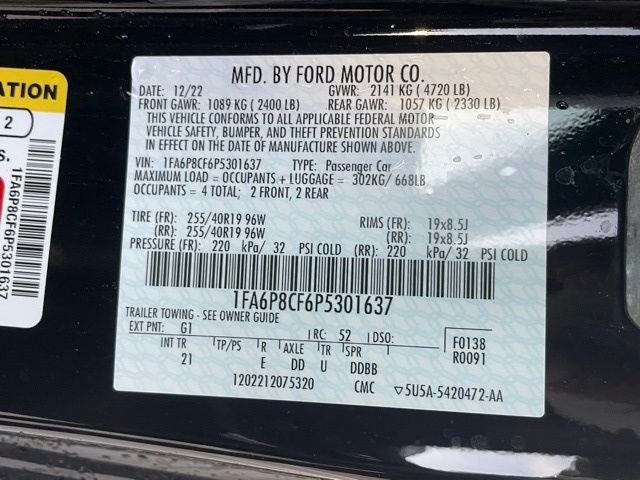 NATION
2
s.
1FA6P8CF6P5301637
MFD. BY FORD MOTOR CO.
DATE: 12/22 GVWR: 2141 KG (4720 LB)
FRONT GAWR: 1089 KG (2400 LB) REAR GAWR: 1057 KG (2330 LB)
THIS VEHICLE CONFORMS TO ALL APPLICABLE FEDERAL MOTOR
VEHICLE SAFETY, BUMPER, AND THEFT PREVENTION STANDARDS
IN EFFECT ON THE DATE OF MANUFACTURE SHOWN ABOVE.
VIN: 1FA6P8CF6P5301637 TYPE: Passenger Car
MAXIMUM LOAD = OCCUPANTS + LUGGAGE = 302KG/ 668LB
OCCUPANTS = 4 TOTAL; 2 FRONT, 2 REAR
TIRE (FR): 255/40R19 96W RIMS (FR): 19x8.5J
(RR): 255/40R19 96W (RR): 19x8.5J
PRESSURE (FR): 220 kPa/ 32 PSI COLD (RR): 220 kPa/ 32 PSI COLD
1FA6P8CF6P5301637
TRAILER TOWING - SEE OWNER GUIDE
EXT PNT: G1 RC: 52 DSO: F0138
INT TR TP/PS R AXLE TR SPR R0091
21 E DD U DDBB
1202212075320 CMC ▽5U5A-5420472-AA